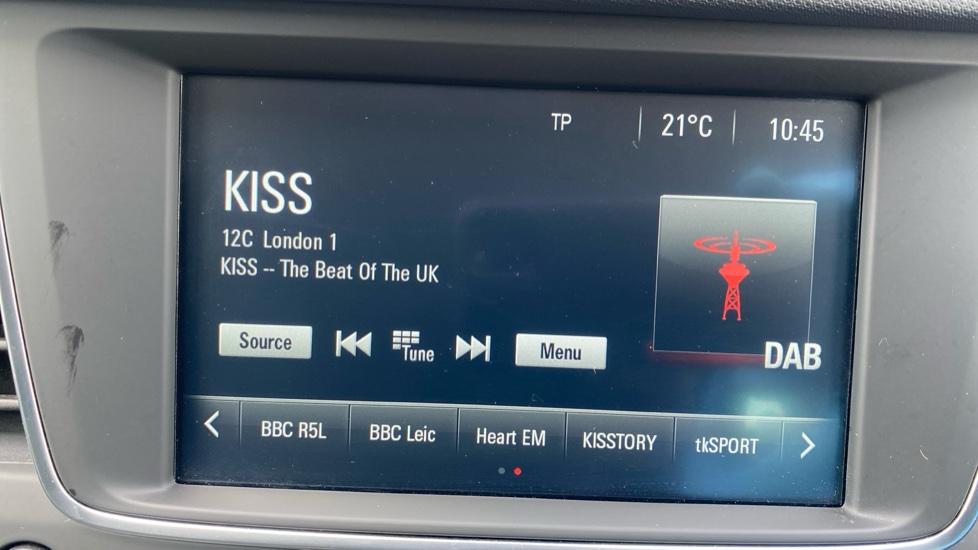 TP 21°C 10:45
KISS
12C London 1
KISS -- The Beat Of The UK
Source Tune Menu
DAB
BBC R5L BBC Leic Heart EM KISSTORY tkSPORT